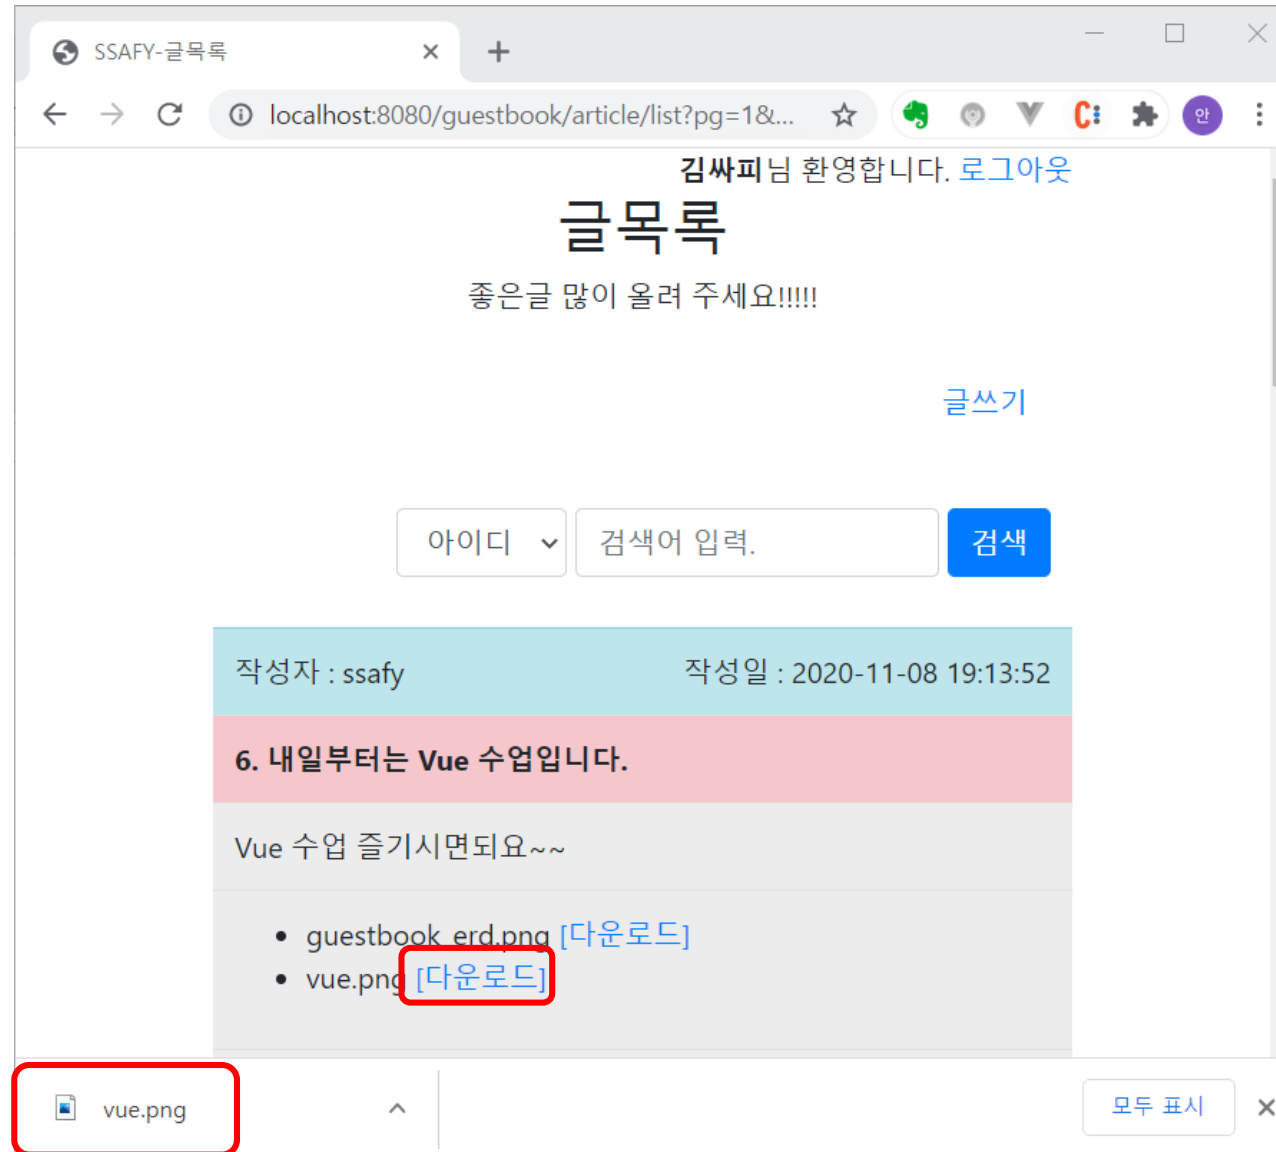 SSAFY-글목록
localhost:8080/guestbook/article/list?pg=1&...
안
김싸피님 환영합니다. 로그아웃
글목록
좋은글 많이 올려 주세요!!!!!
글쓰기
아이디 검색어 입력. 검색
작성자 : ssafy 작성일 : 2020-11-08 19:13:52
6. 내일부터는 Vue 수업입니다.
Vue 수업 즐기시면되요~~
guestbook_erd.png [다운로드]
vue.png [다운로드]
vue.png 모두 표시